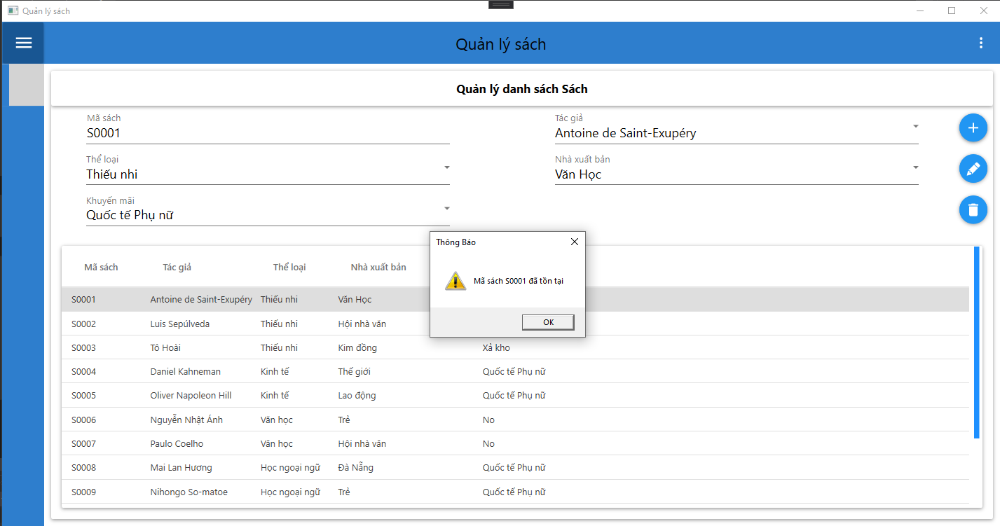 Quản lý sách
Quản lý sách
Quản lý danh sách Sách
Mã sách
S0001
Tác giả
Antoine de Saint-Exupéry
Thể loại
Thiếu nhi
Nhà xuất bản
Văn Học
Khuyến mãi
Quốc tế Phụ nữ
Thông Báo
Mã sách S0001 đã tồn tại
OK
Mã sách Tác giả Thể loại Nhà xuất bản
S0001 Antoine de Saint-Exupéry Thiếu nhi Văn Học
S0002 Luis Sepúlveda Thiếu nhi Hội nhà văn
S0003 Tô Hoài Thiếu nhi Kim đồng Xả kho
S0004 Daniel Kahneman Kinh tế Thế giới Quốc tế Phụ nữ
S0005 Oliver Napoleon Hill Kinh tế Lao động Quốc tế Phụ nữ
S0006 Nguyễn Nhật Ánh Văn học Trẻ No
S0007 Paulo Coelho Văn học Hội nhà văn No
S0008 Mai Lan Hương Học ngoại ngữ Đà Nẵng Quốc tế Phụ nữ
S0009 Nihongo So-matoe Học ngoại ngữ Trẻ Quốc tế Phụ nữ